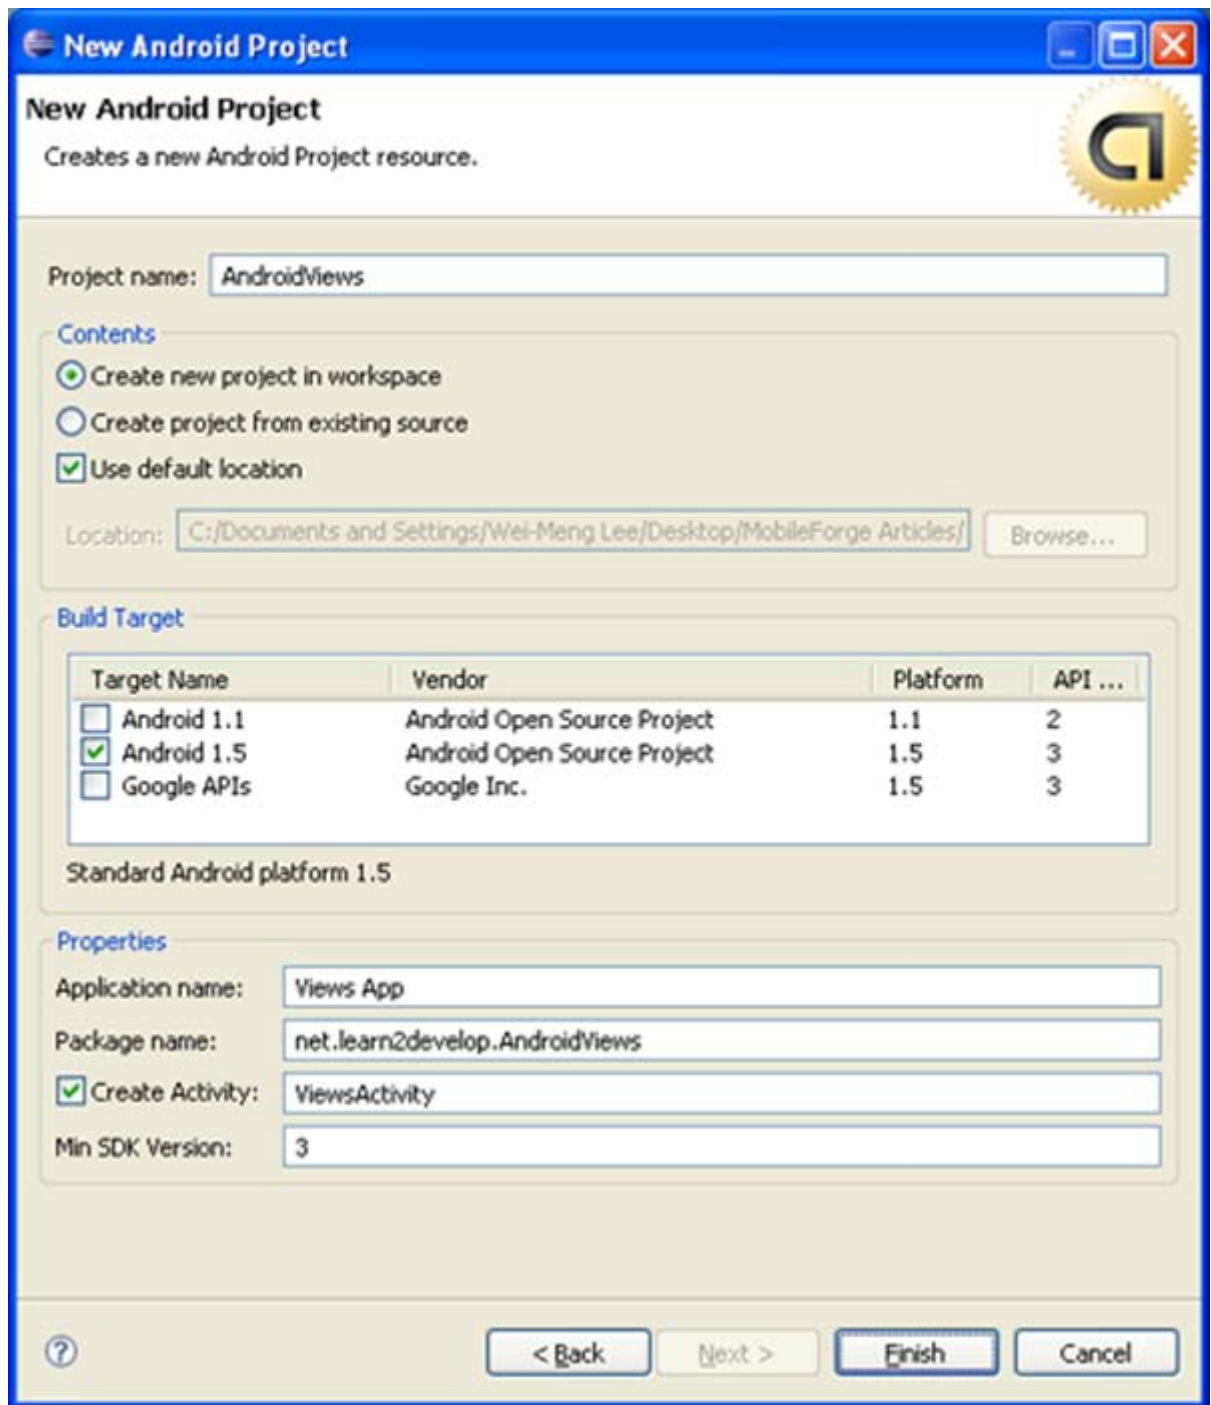 New Android Project
New Android Project
Creates a new Android Project resource.
Project name: AndroidViews
Contents
Create new project in workspace
Create project from existing source
Use default location
Location: C:/Documents and Settings/Wei-Meng Lee/Desktop/MobileForge Articles/ Browse...
Build Target
Target Name Vendor Platform API ...
Android 1.1 Android Open Source Project 1.1 2
Android 1.5 Android Open Source Project 1.5 3
Google APIs Google Inc. 1.5 3
Standard Android platform 1.5
Properties
Application name: Views App
Package name: net.learn2develop.AndroidViews
Create Activity: ViewsActivity
Min SDK Version: 3
? < Back Next > Finish Cancel